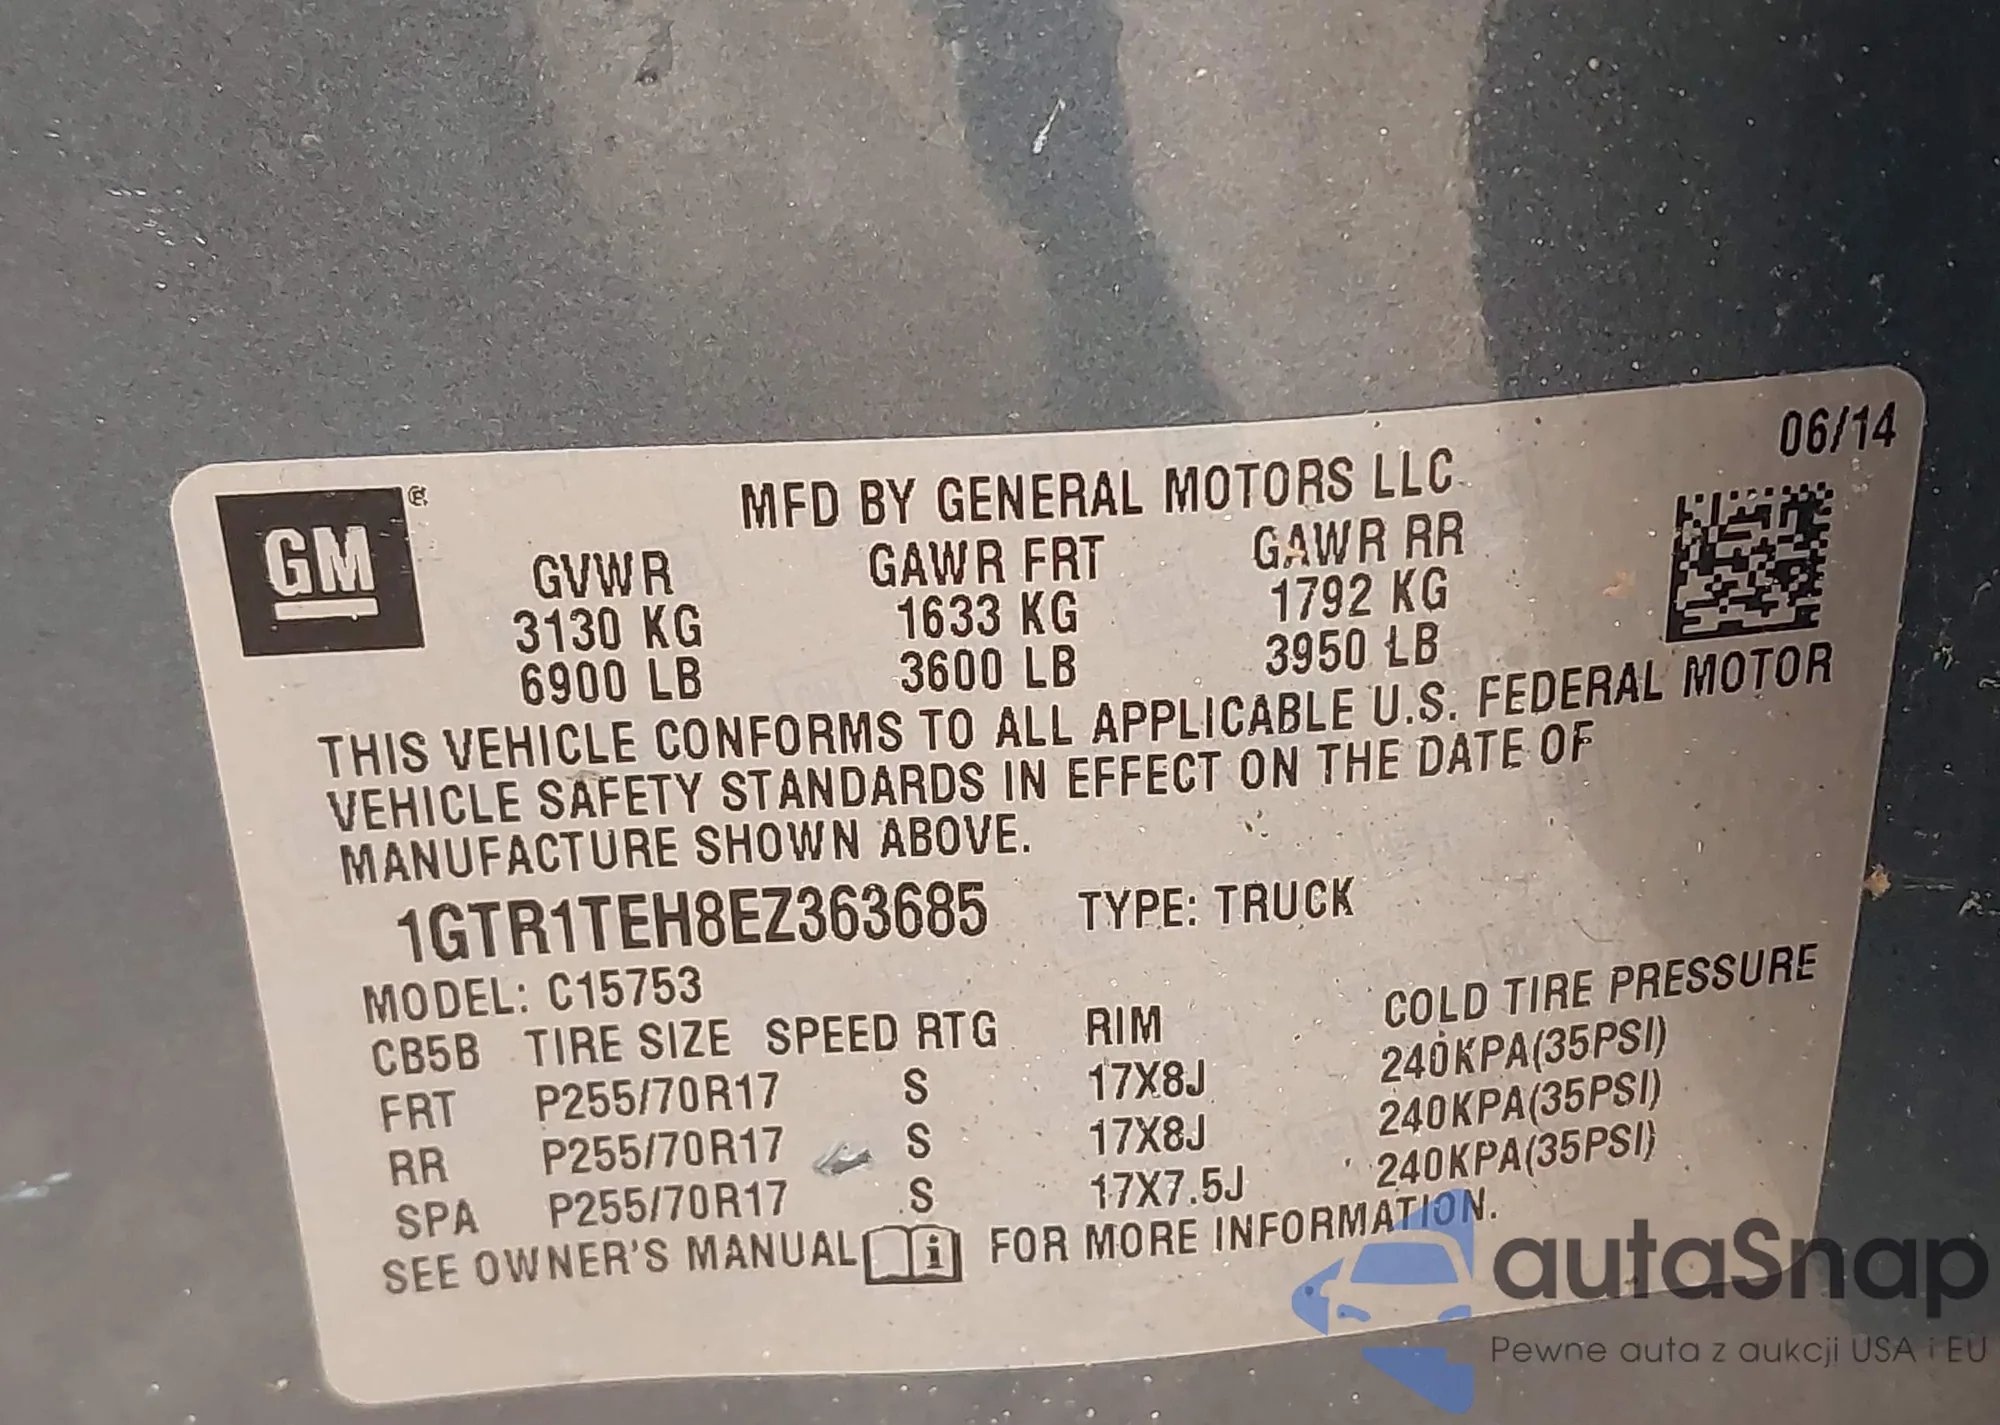 06/14
GM®
MFD BY GENERAL MOTORS LLC
GVWR GAWR FRT GAWR RR
3130 KG 1633 KG 1792 KG
6900 LB 3600 LB 3950 LB
THIS VEHICLE CONFORMS TO ALL APPLICABLE U.S. FEDERAL MOTOR
VEHICLE SAFETY STANDARDS IN EFFECT ON THE DATE OF
MANUFACTURE SHOWN ABOVE.
1GTR1TEH8EZ363685 TYPE: TRUCK
MODEL: C15753
CB5B TIRE SIZE SPEED RTG RIM COLD TIRE PRESSURE
FRT P255/70R17 S 17X8J 240KPA(35PSI)
RR P255/70R17 S 17X8J 240KPA(35PSI)
SPA P255/70R17 S 17X7.5J 240KPA(35PSI)
SEE OWNER'S MANUAL i FOR MORE INFORMATION.
autaSnap
Pewne auta z aukcji USA i EU